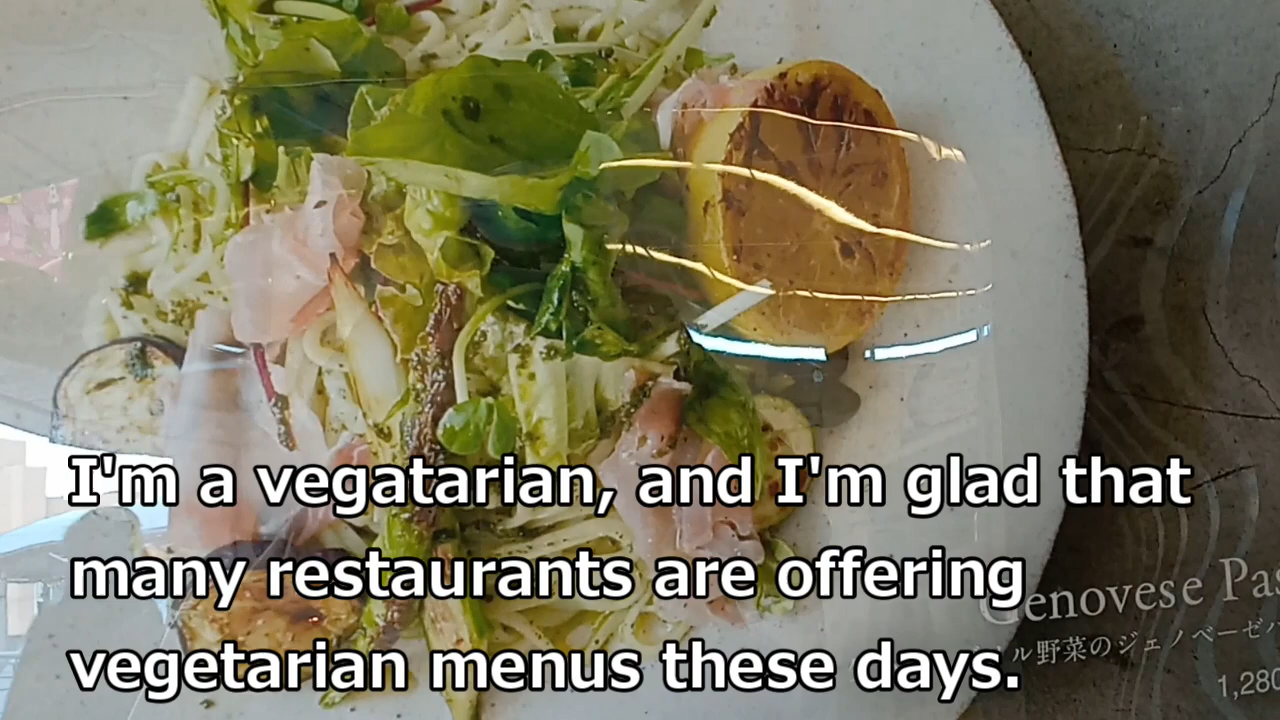 I'm a vegatarian, and I'm glad that
many restaurants are offering
vegetarian menus these days.
Genovese Pas
ル野菜のジェノベーゼパ
1,280